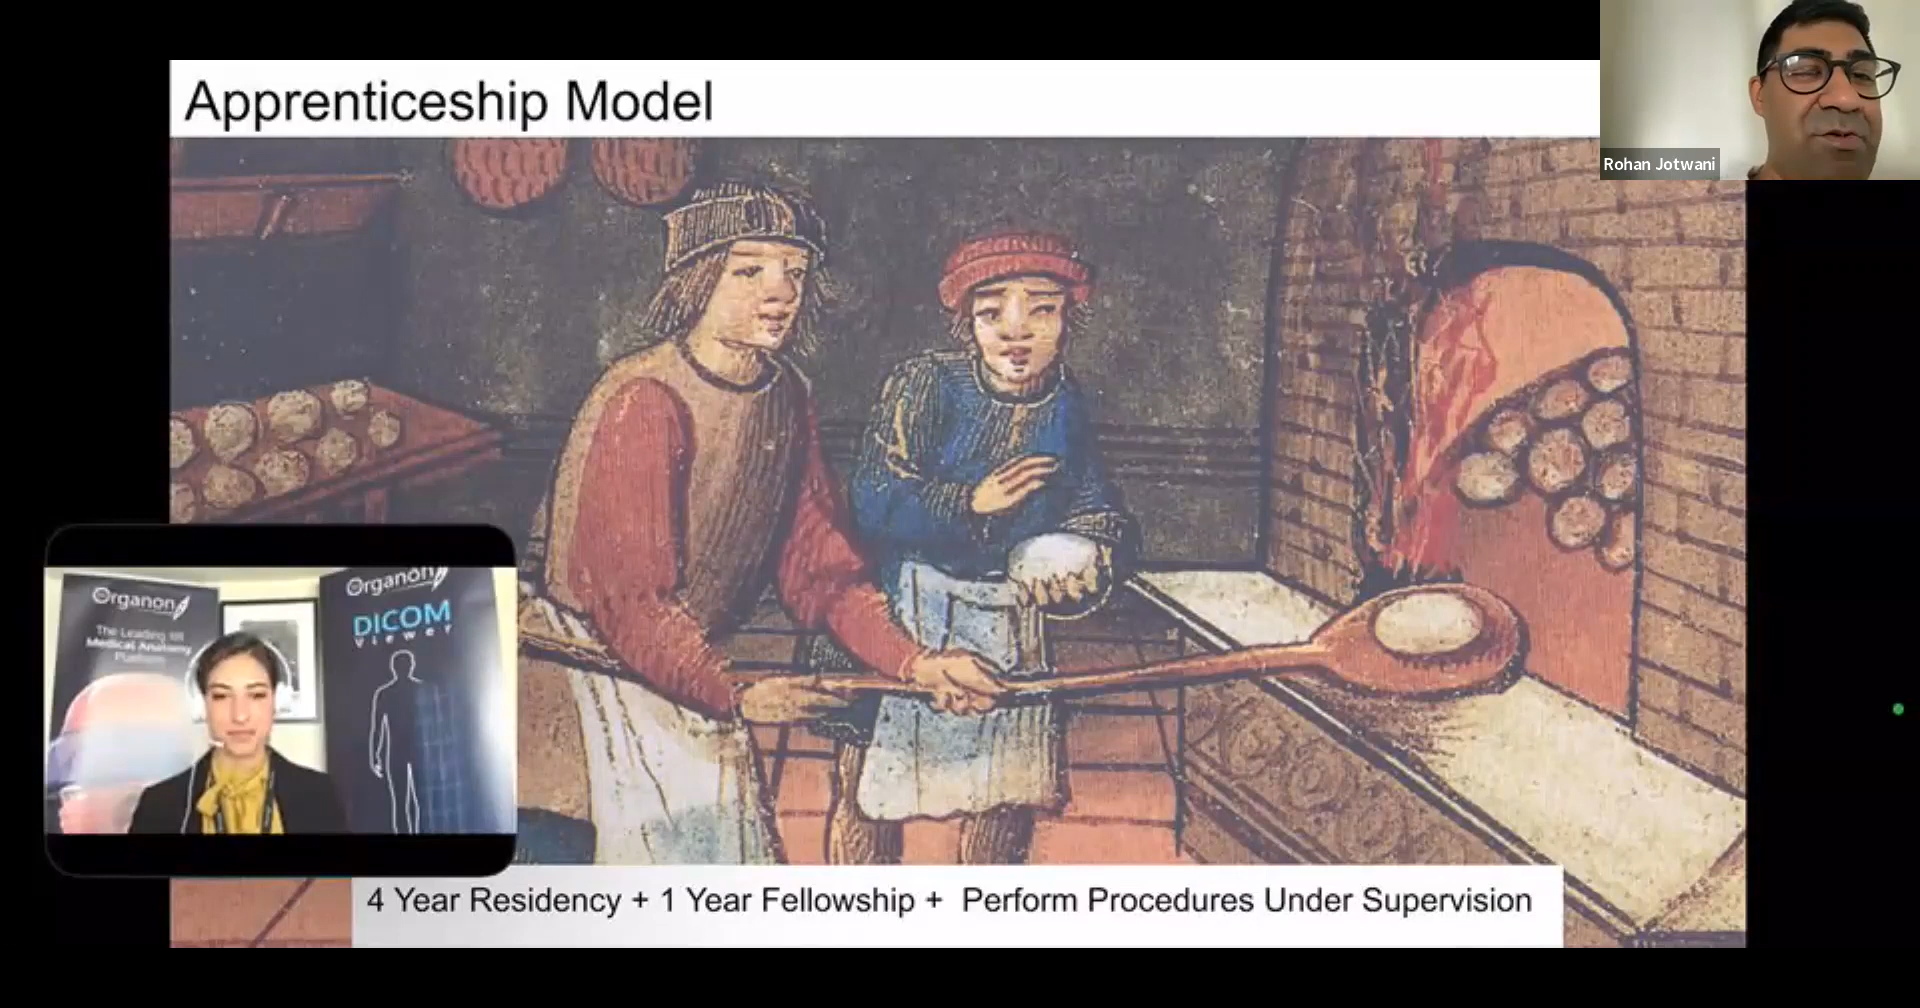 Apprenticeship Model
Rohan Jotwani
Organon
The Leading XR
Medical Anatomy
Platform
Organon
DICOM
Viewer
4 Year Residency + 1 Year Fellowship + Perform Procedures Under Supervision